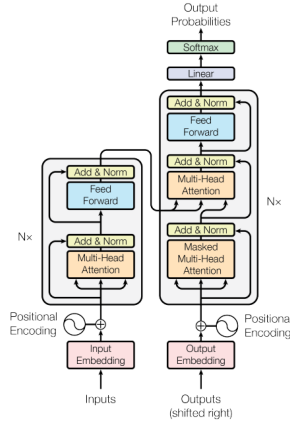 Output
Probabilities
Softmax
Linear
Add & Norm
Feed
Forward
Add & Norm
Multi-Head
Attention
Nx
Add & Norm
Masked
Multi-Head
Attention
Nx
Add & Norm
Feed
Forward
Add & Norm
Multi-Head
Attention
Positional
Encoding
Positional
Encoding
Input
Embedding
Output
Embedding
Inputs
Outputs
(shifted right)